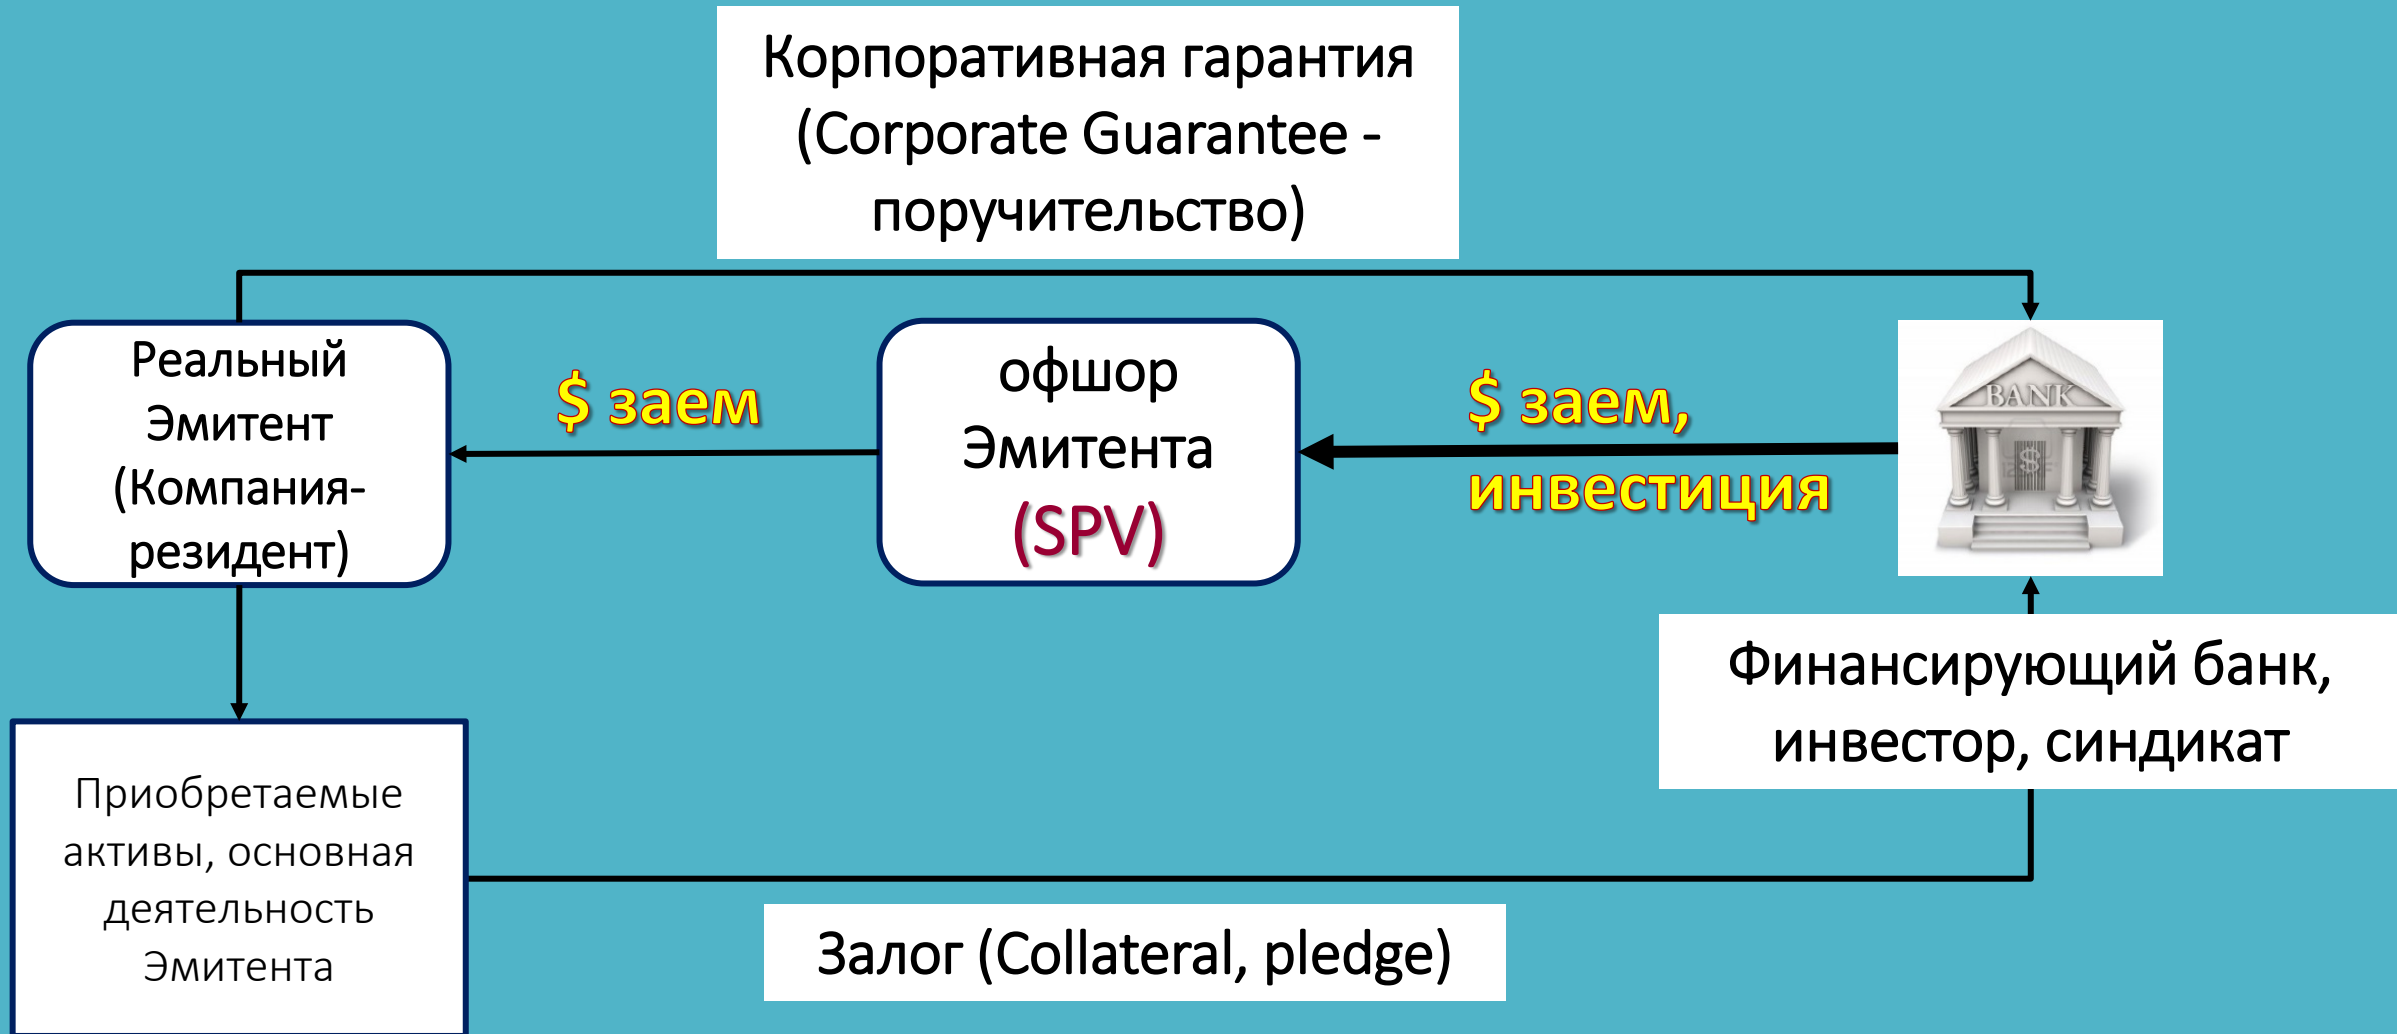 Корпоративная гарантия
(Corporate Guarantee -
поручительство)
Реальный
Эмитент
(Компания-
резидент)
$ заем
офшор
Эмитента
(SPV)
$ заем,
инвестиция
BANK
$
Финансирующий банк,
инвестор, синдикат
Приобретаемые
активы, основная
деятельность
Эмитента
Залог (Collateral, pledge)